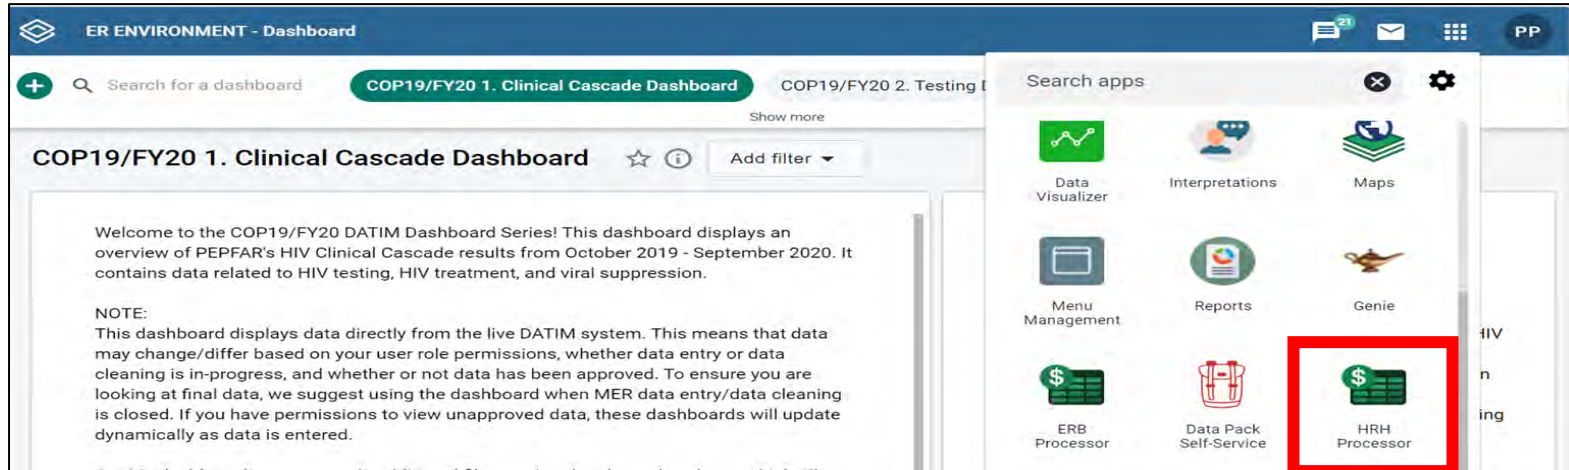 ER ENVIRONMENT - Dashboard
21
PP
Search for a dashboard
COP19/FY20 1. Clinical Cascade Dashboard
COP19/FY20 2. Testing
Show more
Search apps
COP19/FY20 1. Clinical Cascade Dashboard
Add filter
Welcome to the COP19/FY20 DATIM Dashboard Series! This dashboard displays an
overview of PEPFAR's HIV Clinical Cascade results from October 2019 - September 2020. It
contains data related to HIV testing, HIV treatment, and viral suppression.
NOTE:
This dashboard displays data directly from the live DATIM system. This means that data
may change/differ based on your user role permissions, whether data entry or data
cleaning is in-progress, and whether or not data has been approved. To ensure you are
looking at final data, we suggest using the dashboard when MER data entry/data cleaning
is closed. If you have permissions to view unapproved data, these dashboards will update
dynamically as data is entered.
Data
Visualizer
Interpretations
Maps
Menu
Management
Reports
Genie
ERB
Processor
Data Pack
Self-Service
HRH
Processor
HIV
n
ing